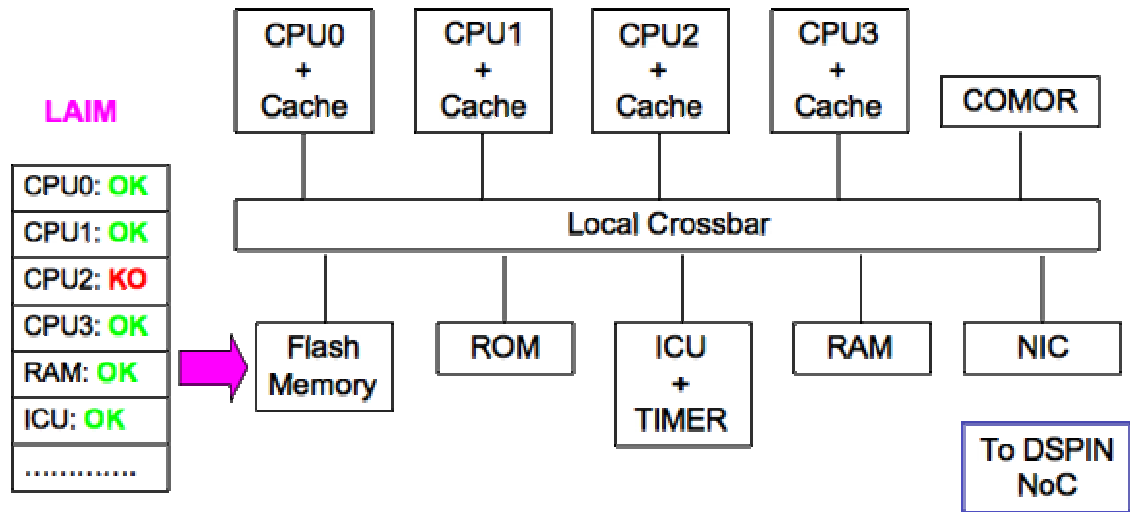 CPU0
+
Cache
CPU1
+
Cache
CPU2
+
Cache
CPU3
+
Cache
COMOR
LAIM
CPU0: OK
CPU1: OK
CPU2: KO
CPU3: OK
RAM: OK
ICU: OK
.............
Local Crossbar
Flash
Memory
ROM
ICU
+
TIMER
RAM
NIC
To DSPIN
NoC